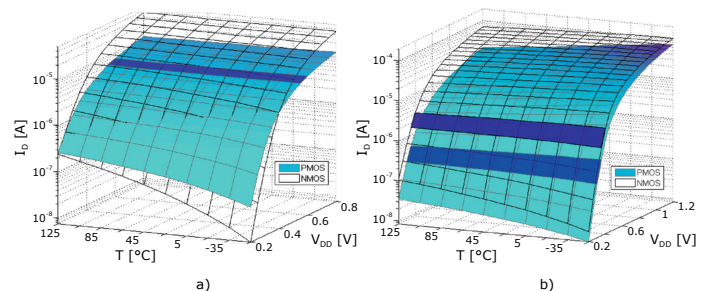 10⁻⁵
10⁻⁶
10⁻⁷
10⁻⁸
I_D [A]
125
85
45
5
-35
T [°C]
0.2
0.4
0.6
0.8
V_DD [V]
PMOS
NMOS
a)
10⁻⁴
10⁻⁵
10⁻⁶
10⁻⁷
10⁻⁸
I_D [A]
125
85
45
5
-35
T [°C]
0.2
0.6
1
1.2
V_DD [V]
PMOS
NMOS
b)